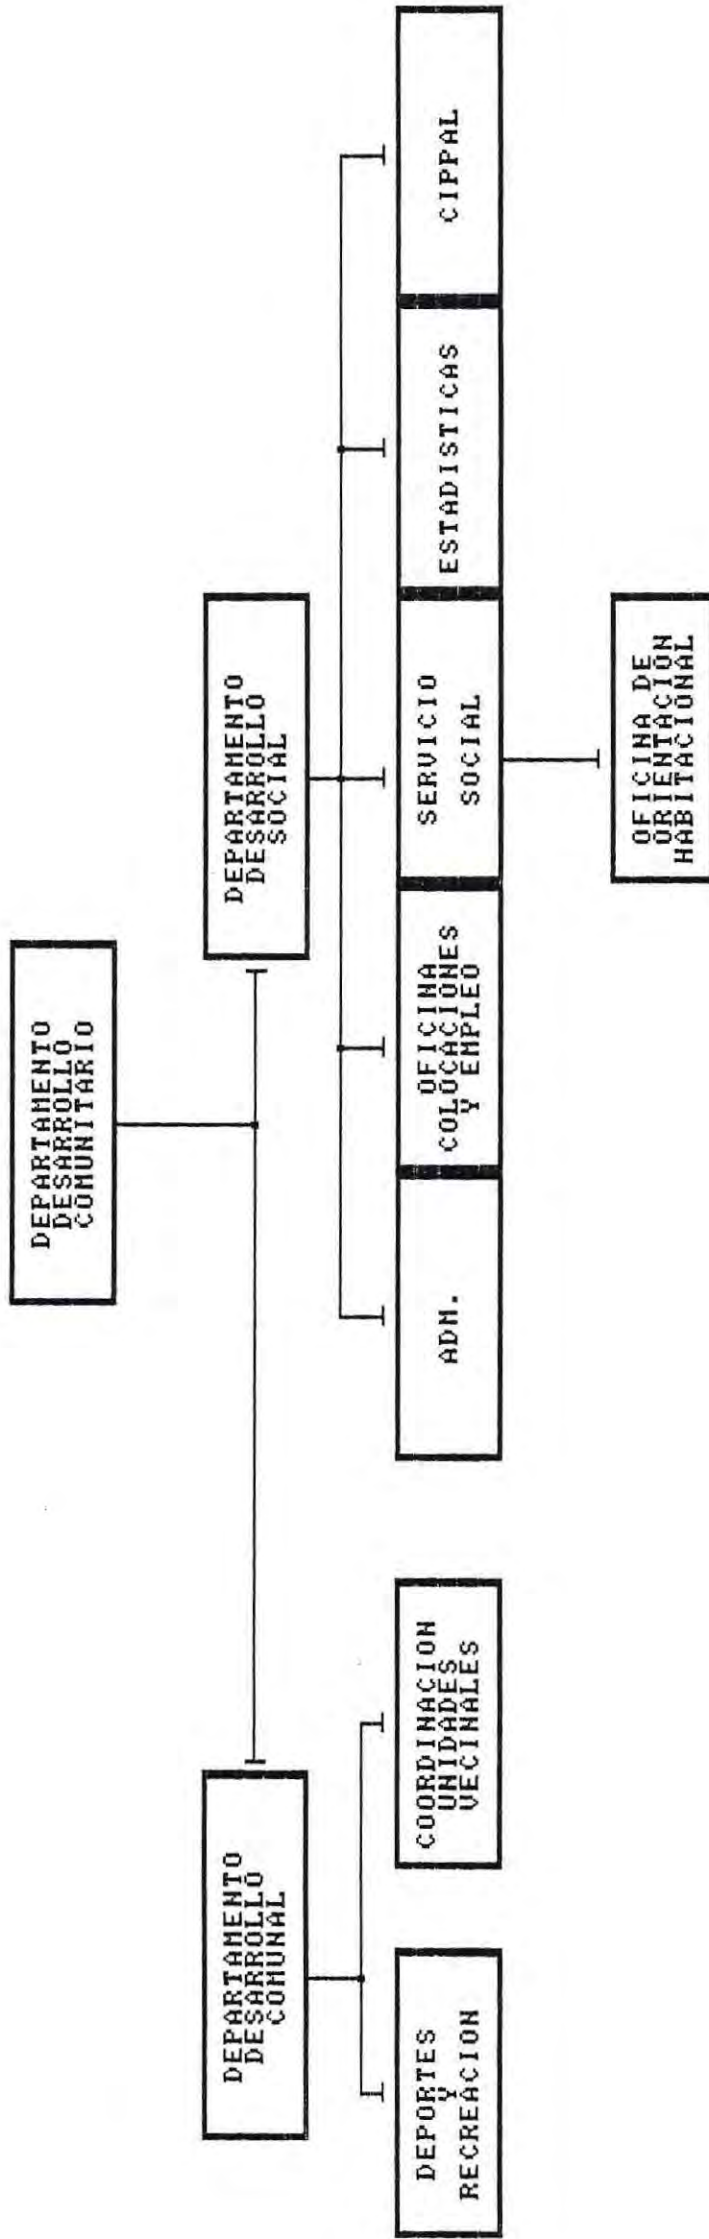 DEPARTAMENTO
DESARROLLO
COMUNITARIO
DEPARTAMENTO
DESARROLLO
COMUNAL
DEPARTAMENTO
DESARROLLO
SOCIAL
DEPORTES
Y
RECREACION
COORDINACION
UNIDADES
VECINALES
ADM.
OFICINA
COLOCACIONES
Y EMPLEO
SERVICIO
SOCIAL
ESTADISTICAS
CIPPAL
OFICINA DE
ORIENTACION
HABITACIONAL